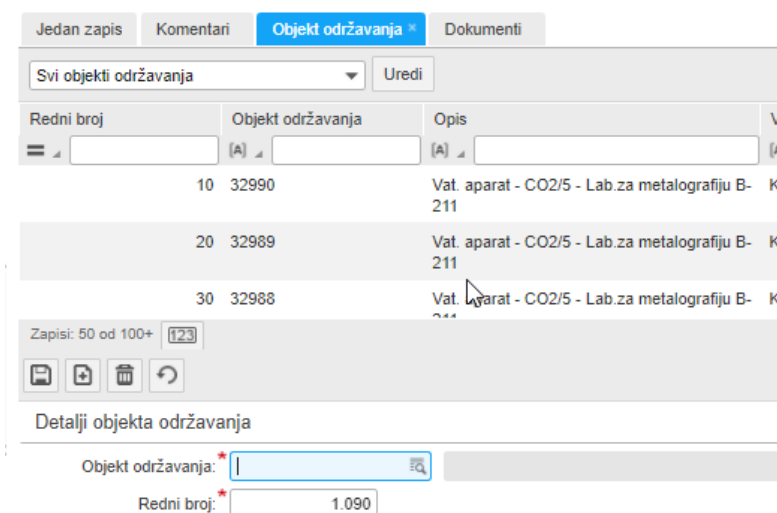 Jedan zapis Komentari Objekt održavanja × Dokumenti
Svi objekti održavanja Uredi
Redni broj Objekt održavanja Opis V
[A] [A] [A
10 32990 Vat. aparat - CO2/5 - Lab.za metalografiju B- K
211
20 32989 Vat. aparat - CO2/5 - Lab.za metalografiju B- K
211
30 32988 Vat. aparat - CO2/5 - Lab.za metalografiju B- K
211
Zapisi: 50 od 100+ 123
Detalji objekta održavanja
Objekt održavanja:*
Redni broj:* 1.090